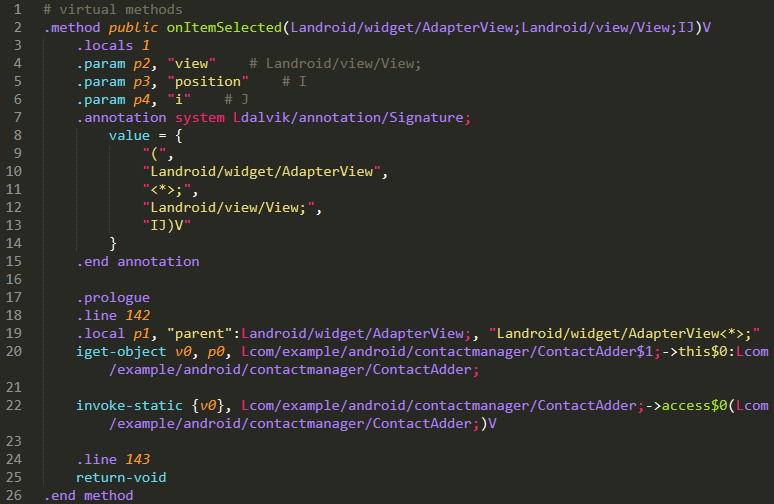 1 # virtual methods
2 .method public onItemSelected(Landroid/widget/AdapterView;Landroid/view/View;IJ)V
3     .locals 1
4     .param p2, "view"    # Landroid/view/View;
5     .param p3, "position"    # I
6     .param p4, "i"    # J
7     .annotation system Ldalvik/annotation/Signature;
8         value = {
9             "(",
10             "Landroid/widget/AdapterView",
11             "<*>;",
12             "Landroid/view/View;",
13             "IJ)V"
14         }
15     .end annotation
16
17     .prologue
18     .line 142
19     .local p1, "parent":Landroid/widget/AdapterView;, "Landroid/widget/AdapterView<*>;"
20     iget-object v0, p0, Lcom/example/android/contactmanager/ContactAdder$1;->this$0:Lcom
/example/android/contactmanager/ContactAdder;
21
22     invoke-static {v0}, Lcom/example/android/contactmanager/ContactAdder;->access$0(Lcom
/example/android/contactmanager/ContactAdder;)V
23
24     .line 143
25     return-void
26 .end method